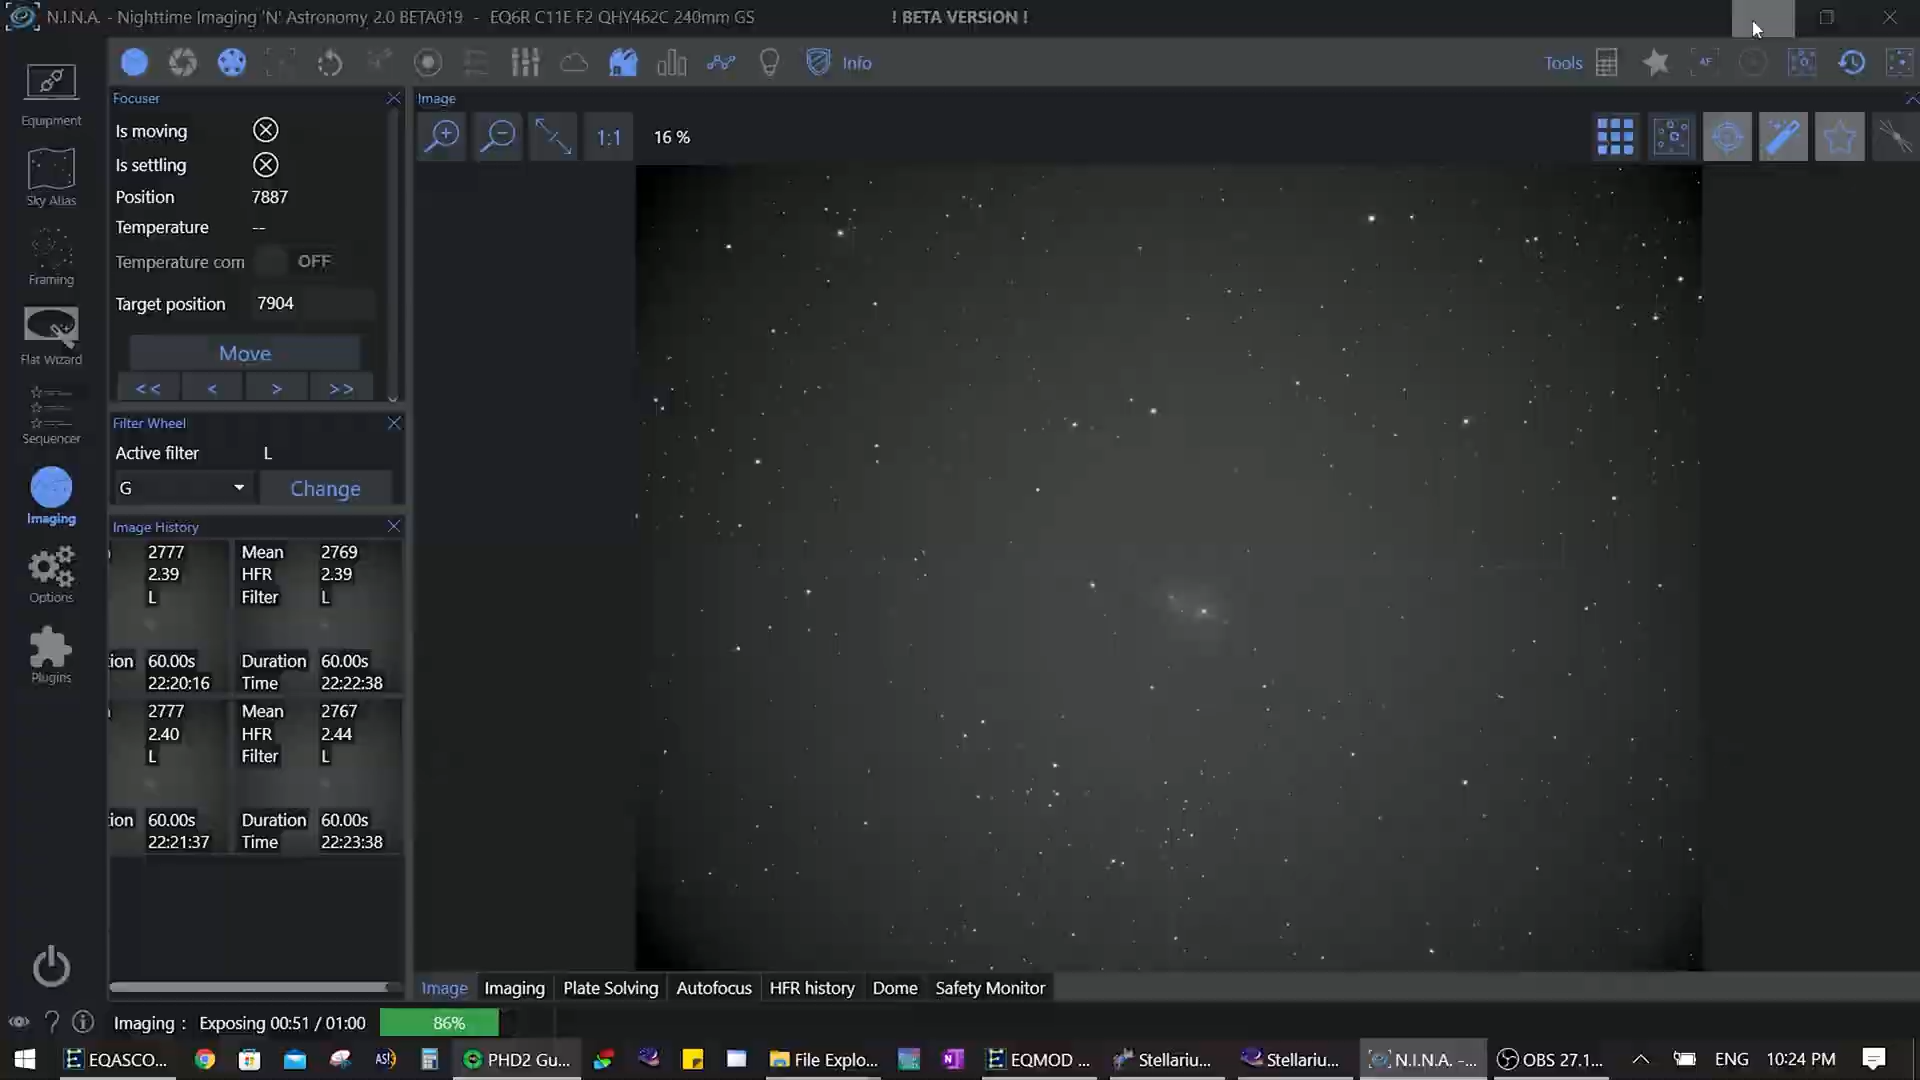 N.I.N.A. - Nighttime Imaging 'N' Astronomy 2.0 BETA019 - EQ6R C11E F2 QHY462C 240mm GS
! BETA VERSION !
Info
Tools
AF
Equipment
Sky Atlas
Framing
Flat Wizard
Sequencer
Imaging
Options
Plugins
Focuser
Is moving
Is settling
Position 7887
Temperature --
Temperature com OFF
Target position 7904
Move
<< < > >>
Filter Wheel
Active filter L
G Change
Image History
2777 Mean 2769
2.39 HFR 2.39
L Filter L
ion 60.00s Duration 60.00s
22:20:16 Time 22:22:38
2777 Mean 2767
2.40 HFR 2.44
L Filter L
ion 60.00s Duration 60.00s
22:21:37 Time 22:23:38
Image
1:1 16 %
Image Imaging Plate Solving Autofocus HFR history Dome Safety Monitor
Imaging : Exposing 00:51 / 01:00 86%
EQASCO... PHD2 Gu... File Explo... EQMOD ... Stellariu... Stellariu... N.I.N.A. -... OBS 27.1... ENG 10:24 PM